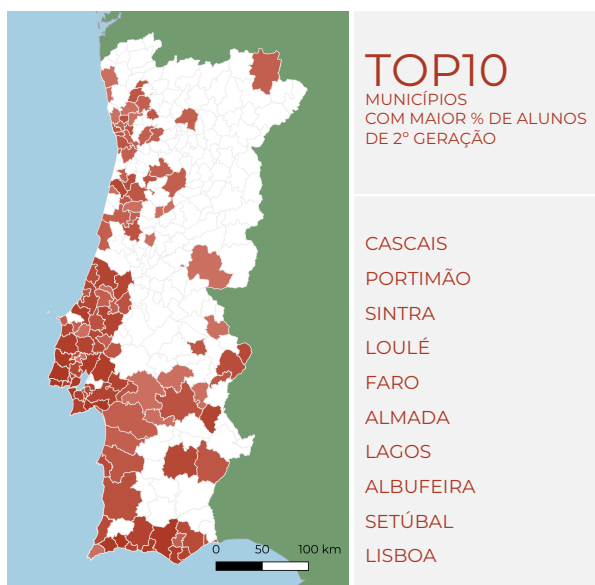 TOP10
MUNICÍPIOS
COM MAIOR % DE ALUNOS
DE 2º GERAÇÃO
CASCAIS
PORTIMÃO
SINTRA
LOULÉ
FARO
ALMADA
LAGOS
ALBUFEIRA
SETÚBAL
LISBOA
0 50 100 km